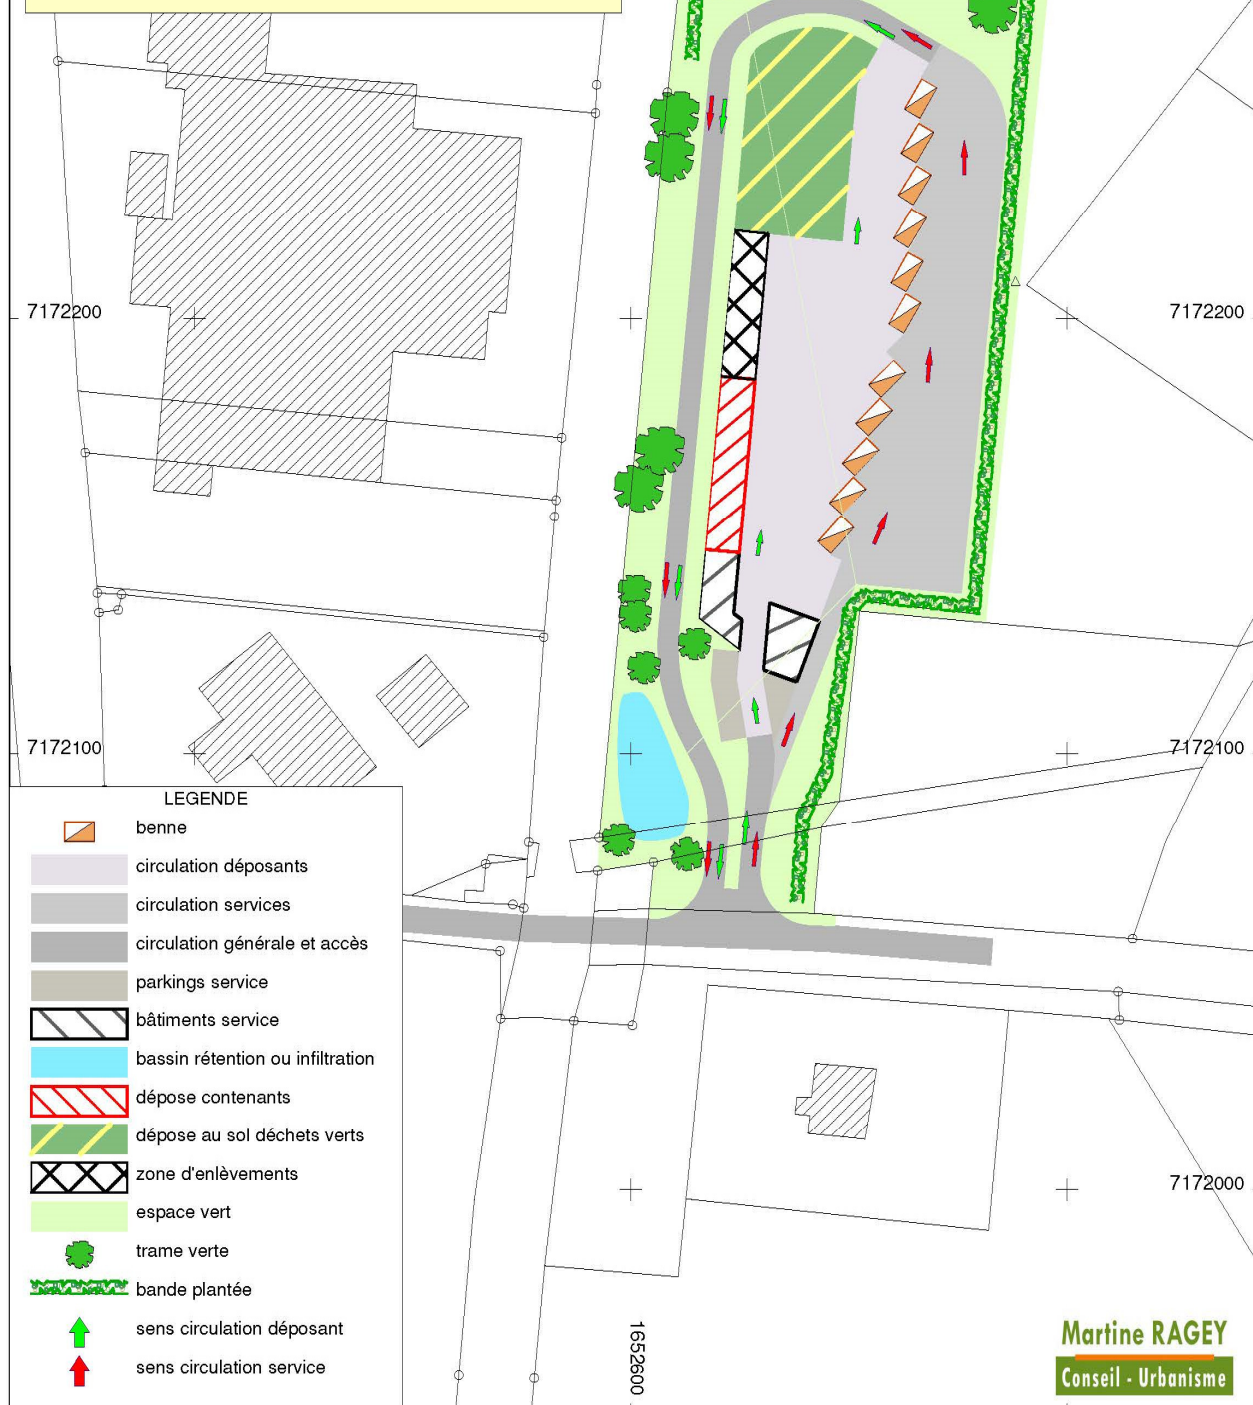 7172200
7172200
7172100
7172100
LEGENDE
benne
circulation déposants
circulation services
circulation générale et accès
parkings service
bâtiments service
bassin rétention ou infiltration
dépose contenants
dépose au sol déchets verts
zone d'enlèvements
espace vert
trame verte
bande plantée
sens circulation déposant
sens circulation service
7172000
1652600
Martine RAGEY
Conseil - Urbanisme